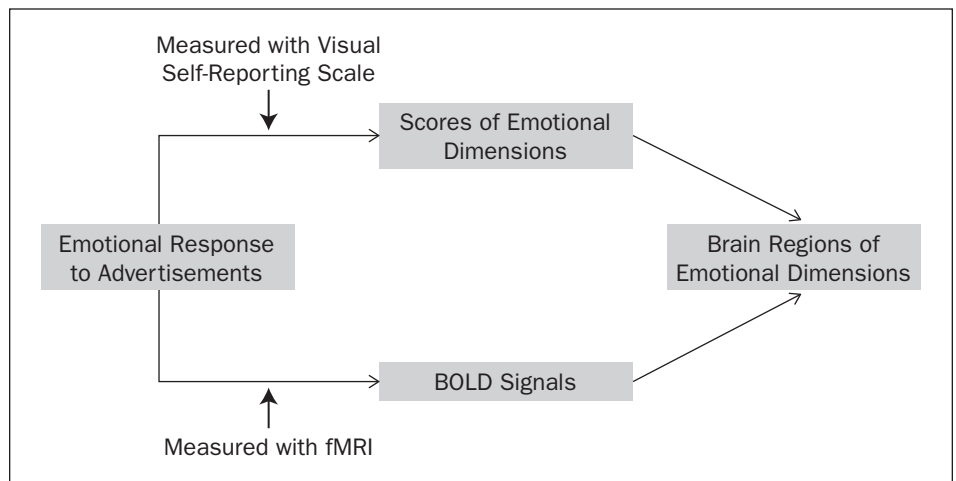 Measured with Visual
Self-Reporting Scale
Scores of Emotional
Dimensions
Emotional Response
to Advertisements
Brain Regions of
Emotional Dimensions
BOLD Signals
Measured with fMRI